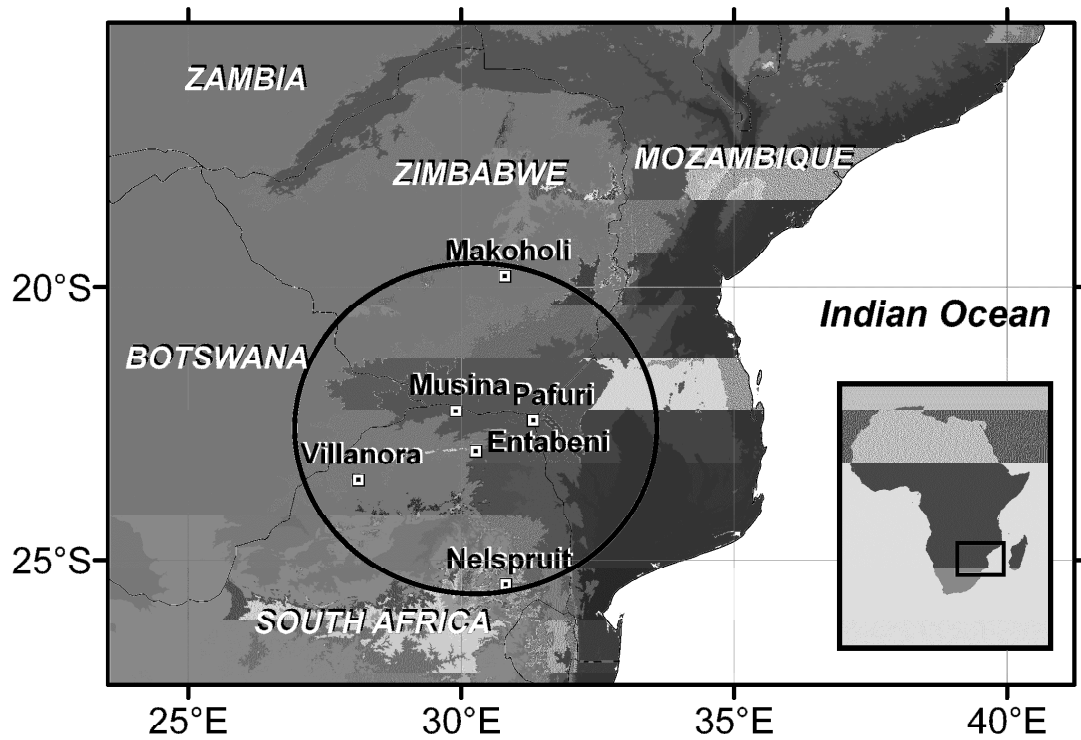 ZAMBIA
ZIMBABWE
MOZAMBIQUE
Makoholi
20°S
Indian Ocean
BOTSWANA
Musina
Pafuri
Entabeni
Villanora
25°S
Nelspruit
SOUTH AFRICA
25°E
30°E
35°E
40°E